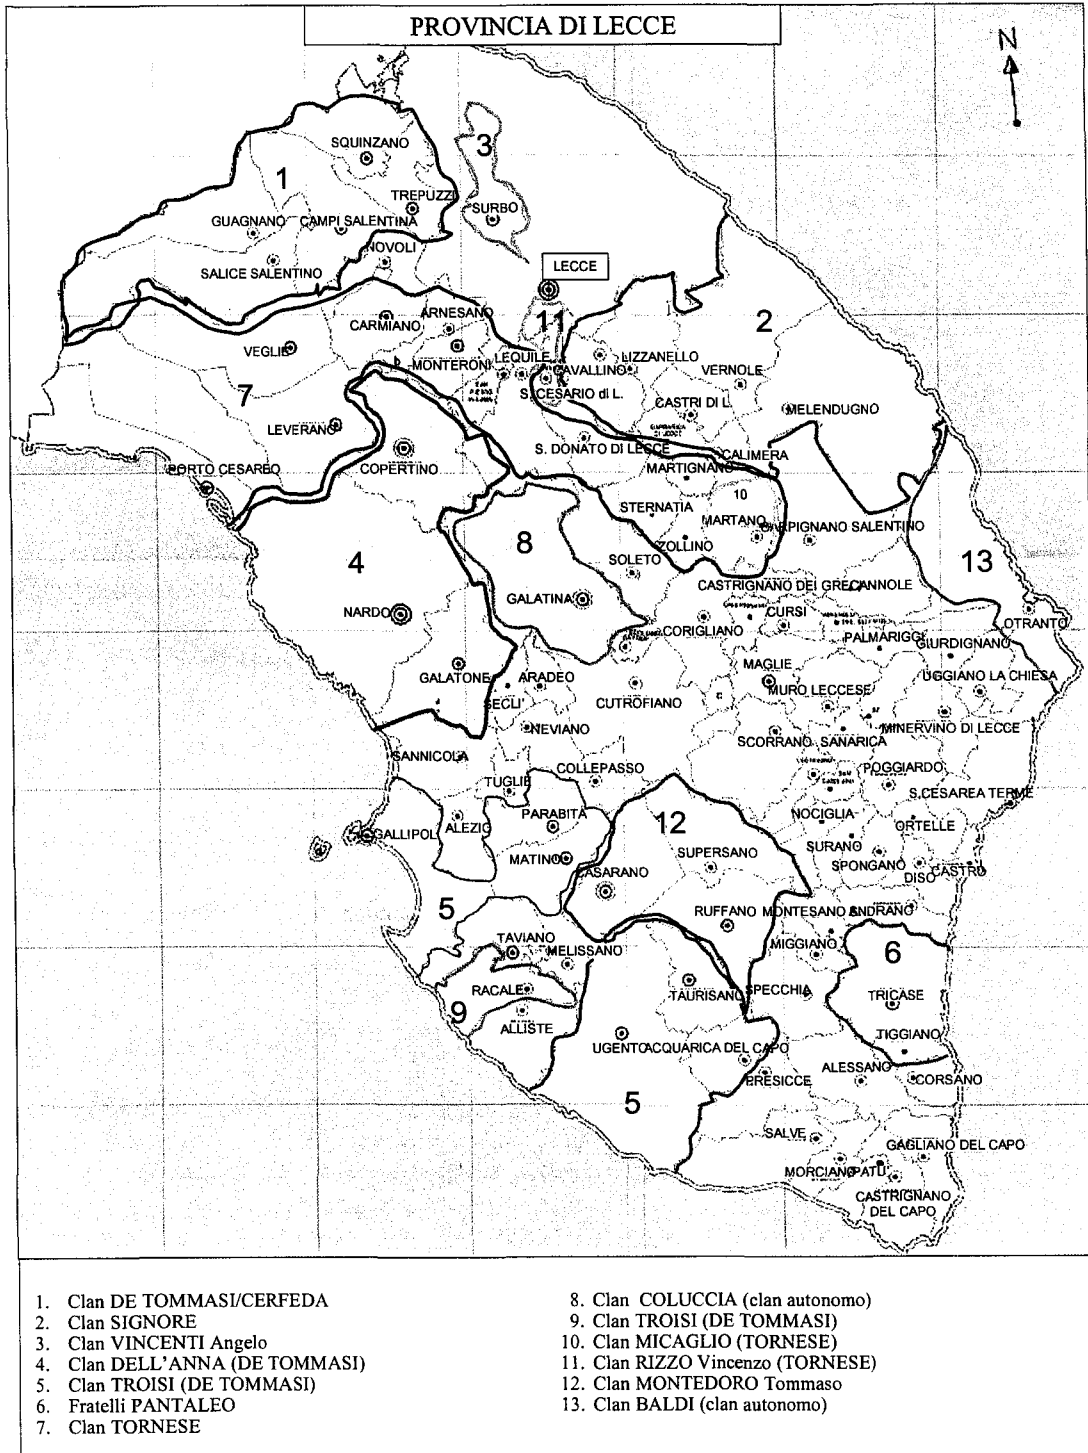 PROVINCIA DI LECCE
N
SQUINZANO
3
1
TREPUZZI
SURBO
GUAGNANO
CAMPI SALENTINA
NOVOLI
SALICE SALENTINO
LECCE
ARNESANO
CARMIANO
11
2
VEGLIE
MONTERONI
LEQUILE
CAVALLINO
LIZZANELLO
VERNOLE
7
S. CESARIO di L.
CASTRI DI L.
MELENDUGNO
LEVERANO
S. DONATO DI LECCE
CALIMERA
PORTO CESAREO
COPERTINO
MARTIGNANO
10
STERNATIA
MARTANO
CARPIGNANO SALENTINO
8
ZOLLINO
4
SOLETO
13
CASTRIGNANO DEI GRECI
CANNOLE
GALATINA
NARDO
CORIGLIANO
CURSI
OTRANTO
PALMARIGGI
GIURDIGNANO
GALATONE
ARADEO
MAGLIE
UGGIANO LA CHIESA
SECLI'
CUTROFIANO
MURO LECCESE
NEVIANO
MINERVINO DI LECCE
SCORRANO
SANARICA
SANNICOLA
COLLEPASSO
POGGIARDO
TUGLIE
S.CESAREA TERME
PARABITA
NOCIGLIA
ORTELLE
GALLIPOLI
ALEZIO
12
SURANO
MATINO
SUPERSANO
SPONGANO
DISO
CASTRO
CASARANO
5
RUFFANO
MONTESANO S.
ANDRANO
TAVIANO
MELISSANO
MIGGIANO
6
RACALE
TAURISANO
SPECCHIA
TRICASE
9
ALLISTE
UGENTO
ACQUARICA DEL CAPO
TIGGIANO
PRESICCE
ALESSANO
CORSANO
5
SALVE
GAGLIANO DEL CAPO
MORCIANO
PATU'
CASTRIGNANO
DEL CAPO
1. Clan DE TOMMASI/CERFEDA
2. Clan SIGNORE
3. Clan VINCENTI Angelo
4. Clan DELL'ANNA (DE TOMMASI)
5. Clan TROISI (DE TOMMASI)
6. Fratelli PANTALEO
7. Clan TORNESE
8. Clan COLUCCIA (clan autonomo)
9. Clan TROISI (DE TOMMASI)
10. Clan MICAGLIO (TORNESE)
11. Clan RIZZO Vincenzo (TORNESE)
12. Clan MONTEDORO Tommaso
13. Clan BALDI (clan autonomo)